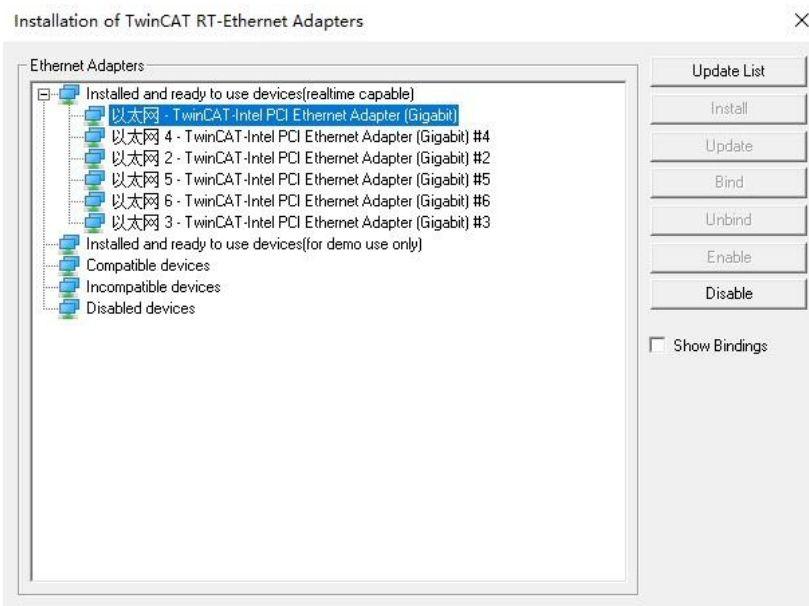 Installation of TwinCAT RT-Ethernet Adapters
Ethernet Adapters
Installed and ready to use devices(realtime capable)
以太网 - TwinCAT-Intel PCI Ethernet Adapter (Gigabit)
以太网 4 - TwinCAT-Intel PCI Ethernet Adapter (Gigabit) #4
以太网 2 - TwinCAT-Intel PCI Ethernet Adapter (Gigabit) #2
以太网 5 - TwinCAT-Intel PCI Ethernet Adapter (Gigabit) #5
以太网 6 - TwinCAT-Intel PCI Ethernet Adapter (Gigabit) #6
以太网 3 - TwinCAT-Intel PCI Ethernet Adapter (Gigabit) #3
Installed and ready to use devices(for demo use only)
Compatible devices
Incompatible devices
Disabled devices
Update List
Install
Update
Bind
Unbind
Enable
Disable
Show Bindings